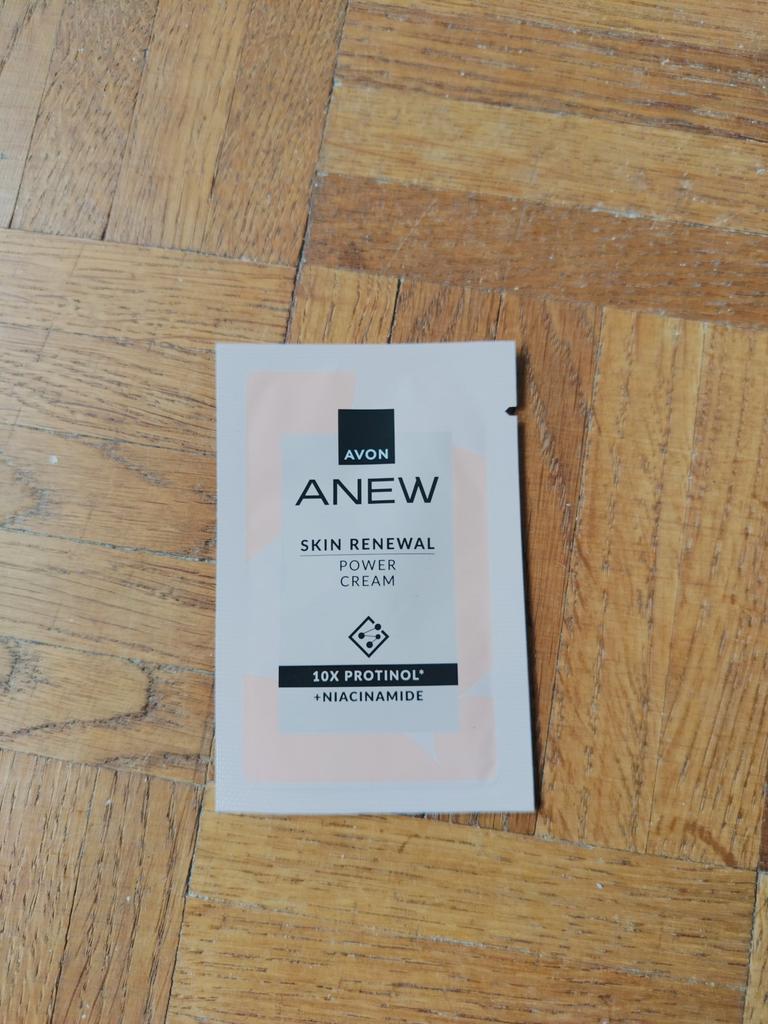 AVON
ANEW
SKIN RENEWAL
POWER
CREAM
10X PROTINOL*
+NIACINAMIDE